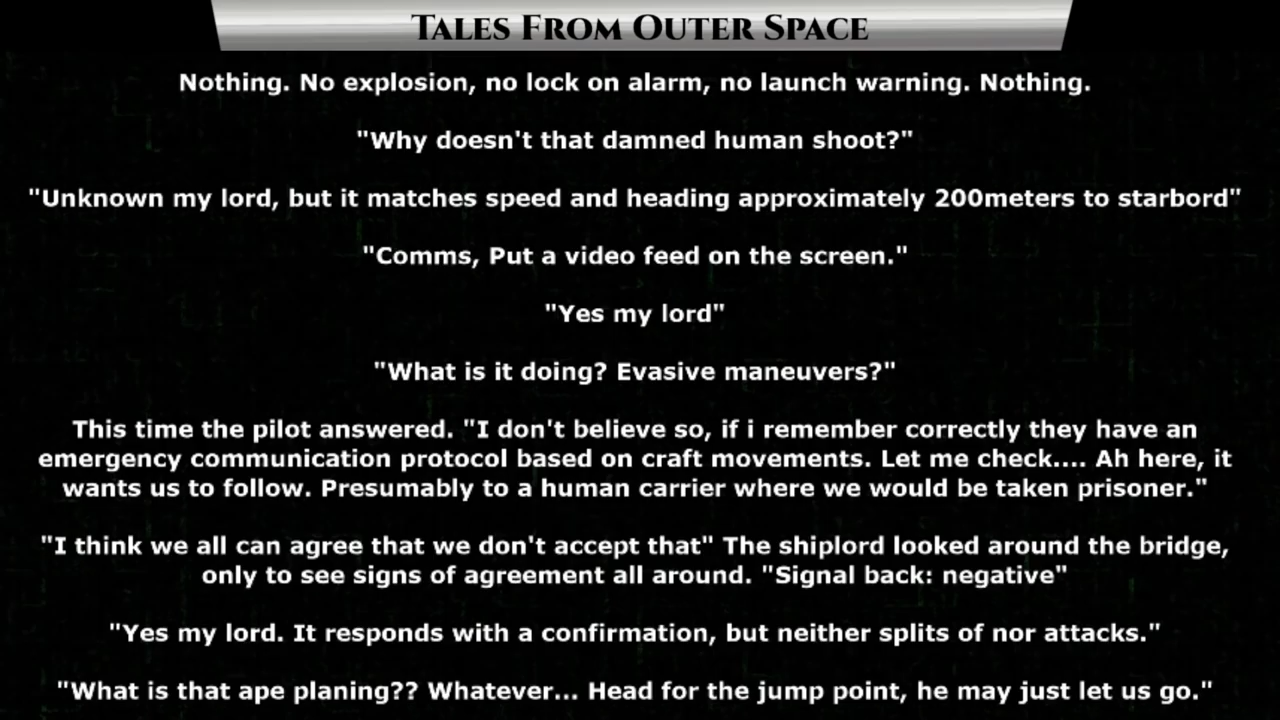 Tales From Outer Space
Nothing. No explosion, no lock on alarm, no launch warning. Nothing.
"Why doesn't that damned human shoot?"
"Unknown my lord, but it matches speed and heading approximately 200meters to starbord"
"Comms, Put a video feed on the screen."
"Yes my lord"
"What is it doing? Evasive maneuvers?"
This time the pilot answered. "I don't believe so, if i remember correctly they have an
emergency communication protocol based on craft movements. Let me check.... Ah here, it
wants us to follow. Presumably to a human carrier where we would be taken prisoner."
"I think we all can agree that we don't accept that" The shiplord looked around the bridge,
only to see signs of agreement all around. "Signal back: negative"
"Yes my lord. It responds with a confirmation, but neither splits of nor attacks."
"What is that ape planing?? Whatever... Head for the jump point, he may just let us go."